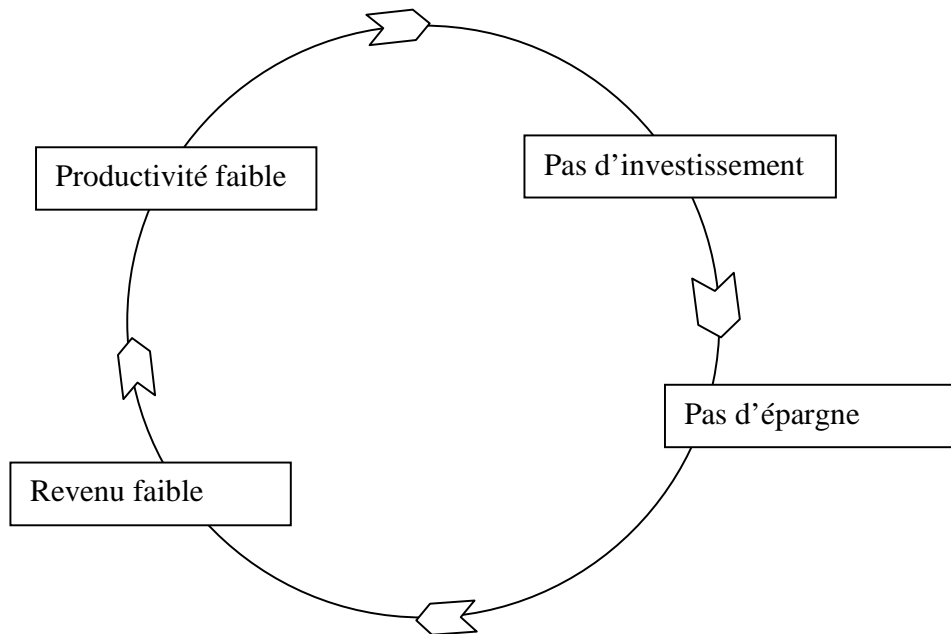 Productivité faible
Pas d’investissement
Pas d’épargne
Revenu faible